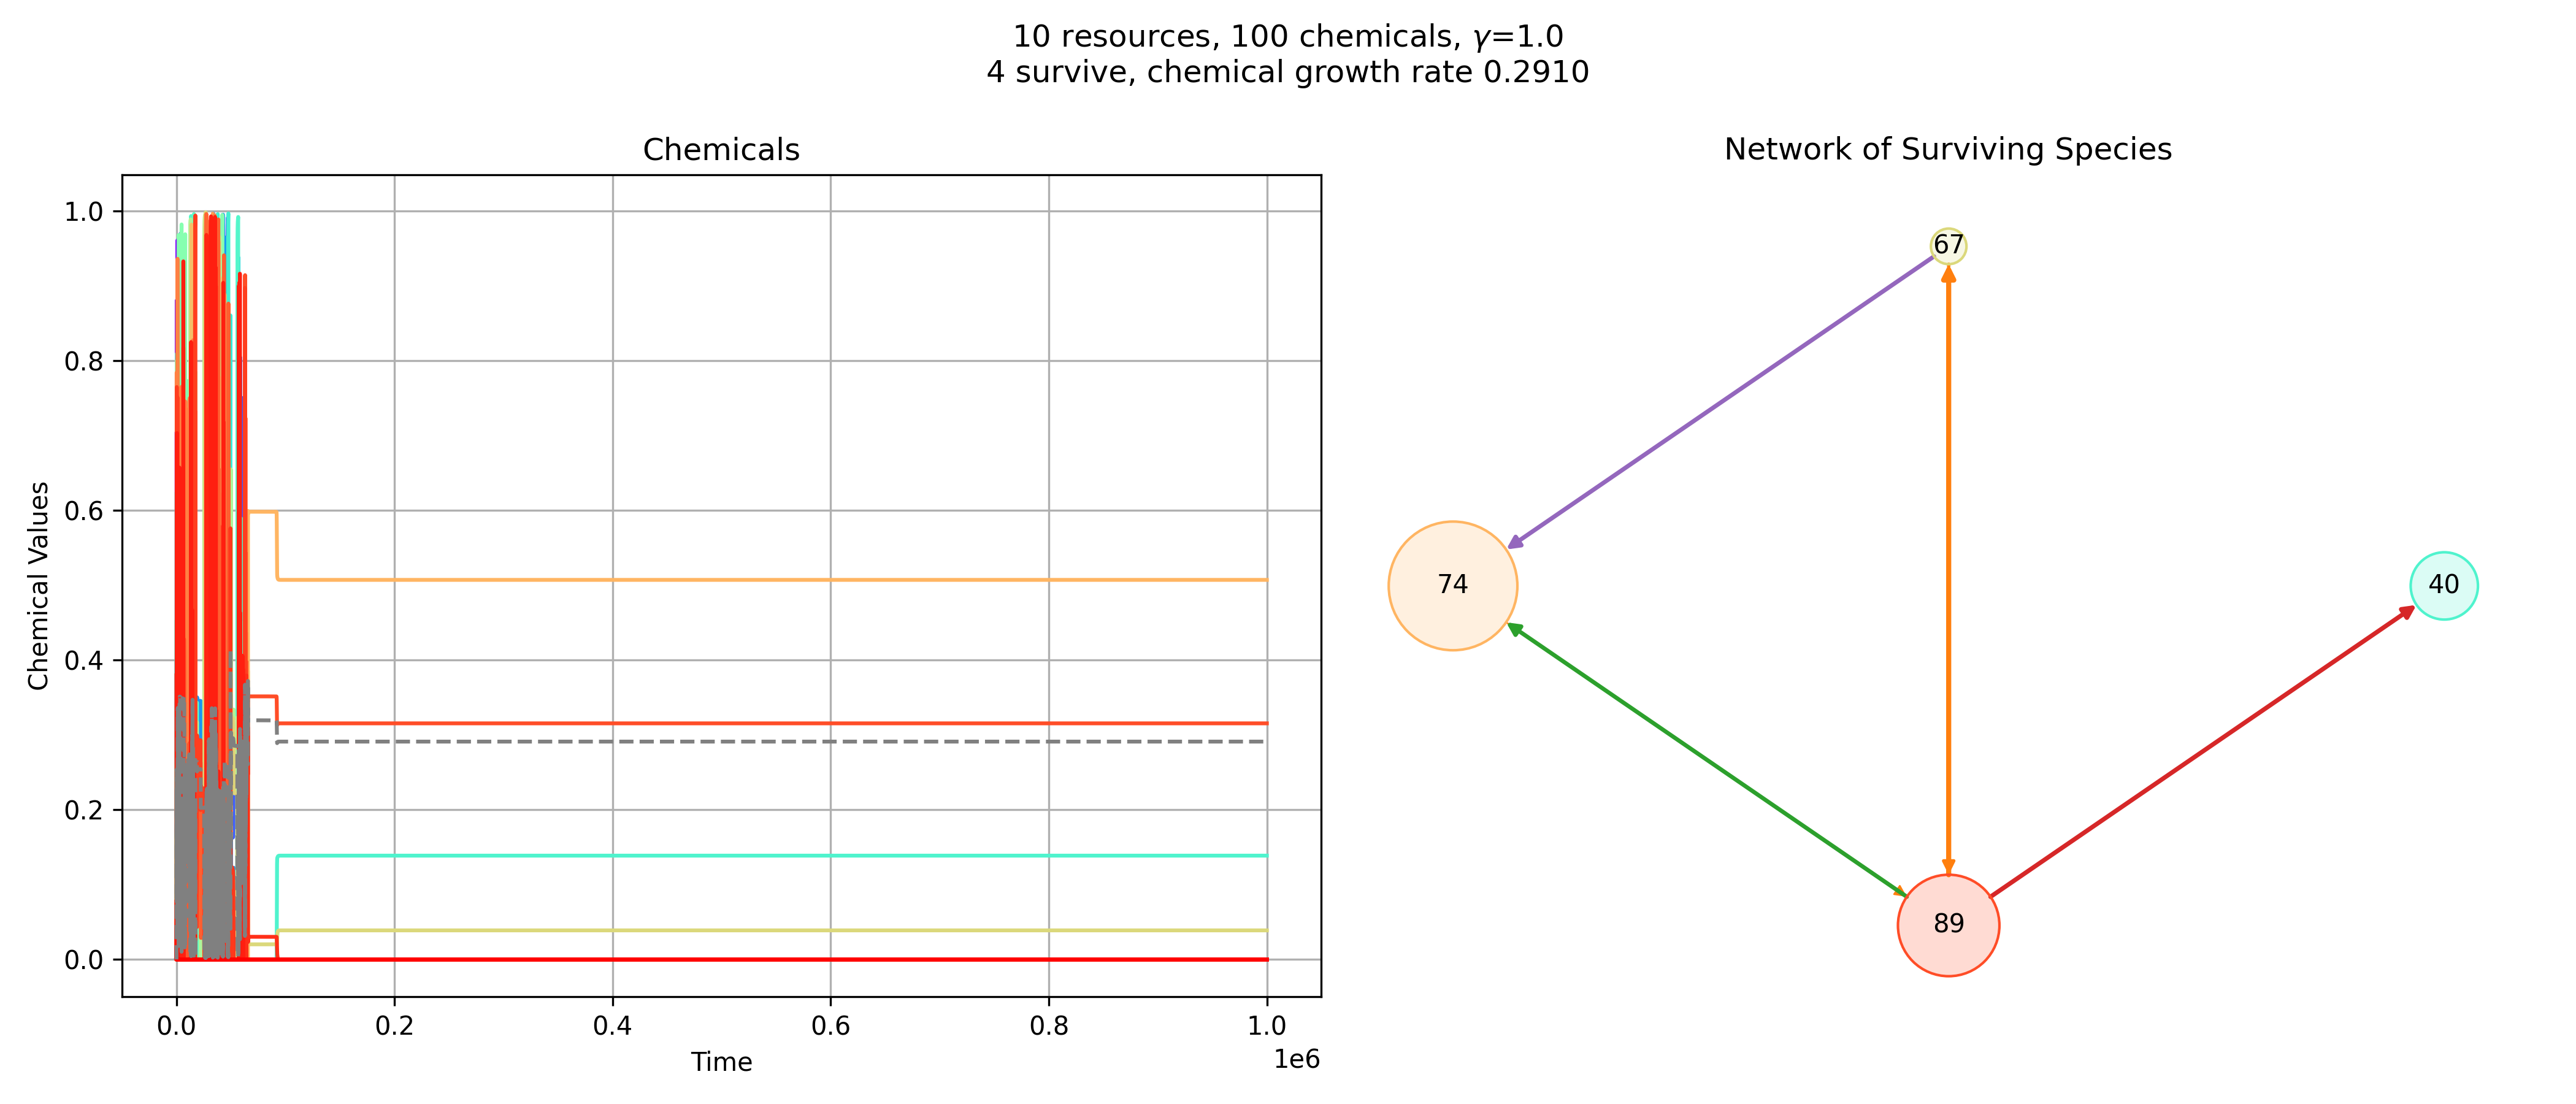 10 resources, 100 chemicals, γ=1.0
4 survive, chemical growth rate 0.2910
Chemicals
Chemical Values
1.0
0.8
0.6
0.4
0.2
0.0
0.0 0.2 0.4 0.6 0.8 1.0
1e6
Time
Network of Surviving Species
67
74
40
89